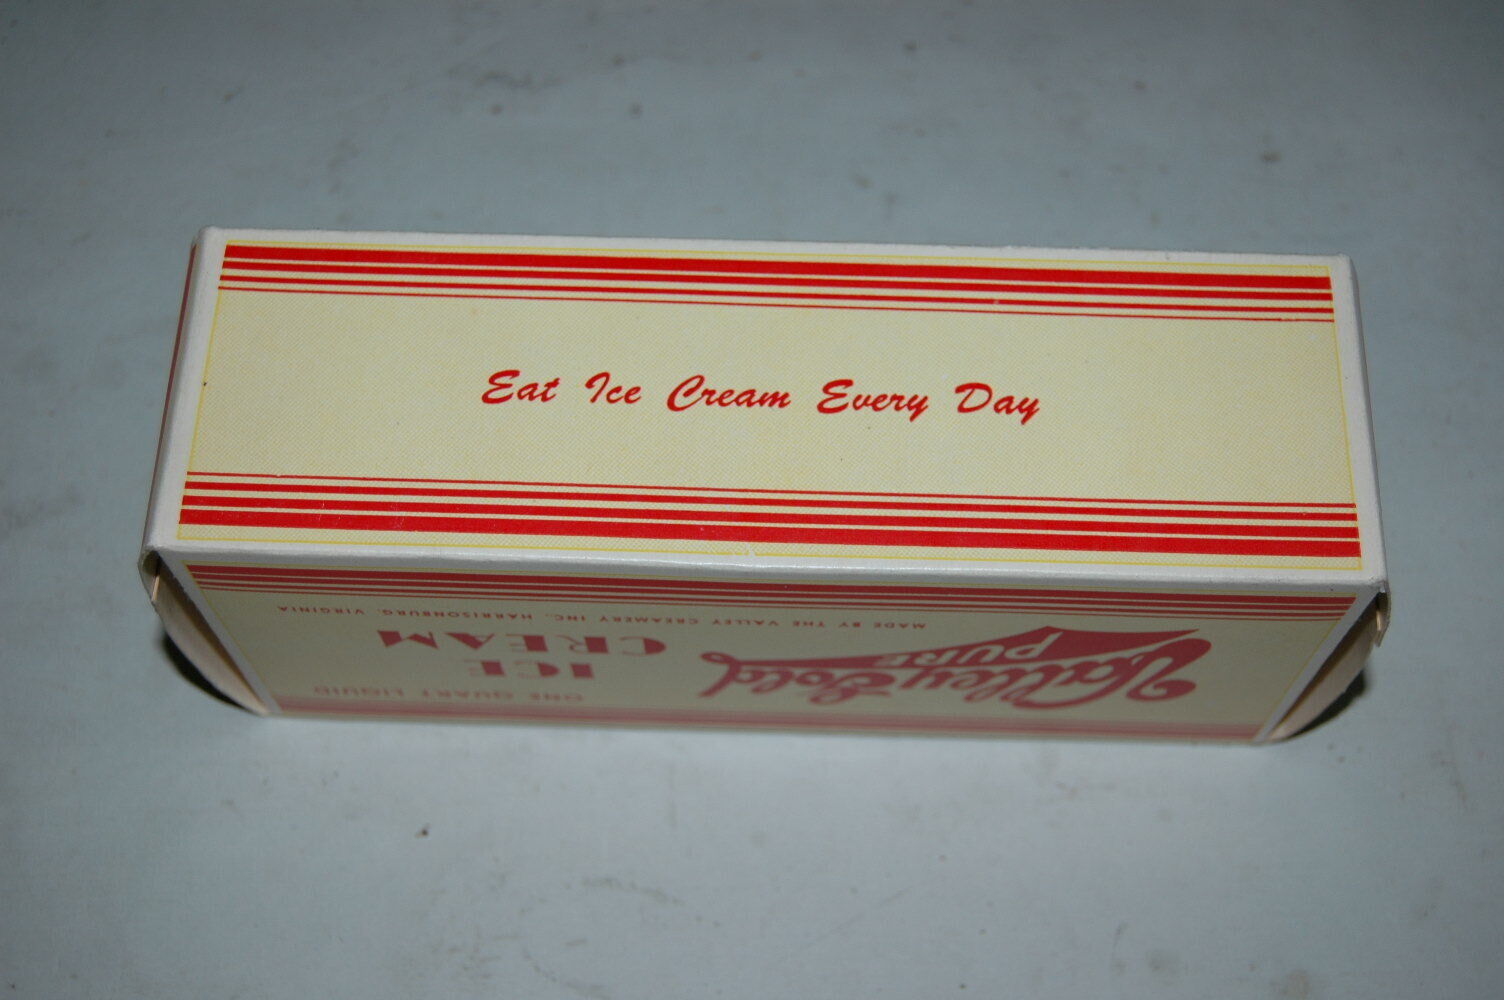 Eat Ice Cream Every Day
Valley Gold
PURE
ICE
CREAM
ONE QUART LIQUID
MADE BY THE VALLEY CREAMERY INC. HARRISONBURG, VIRGINIA